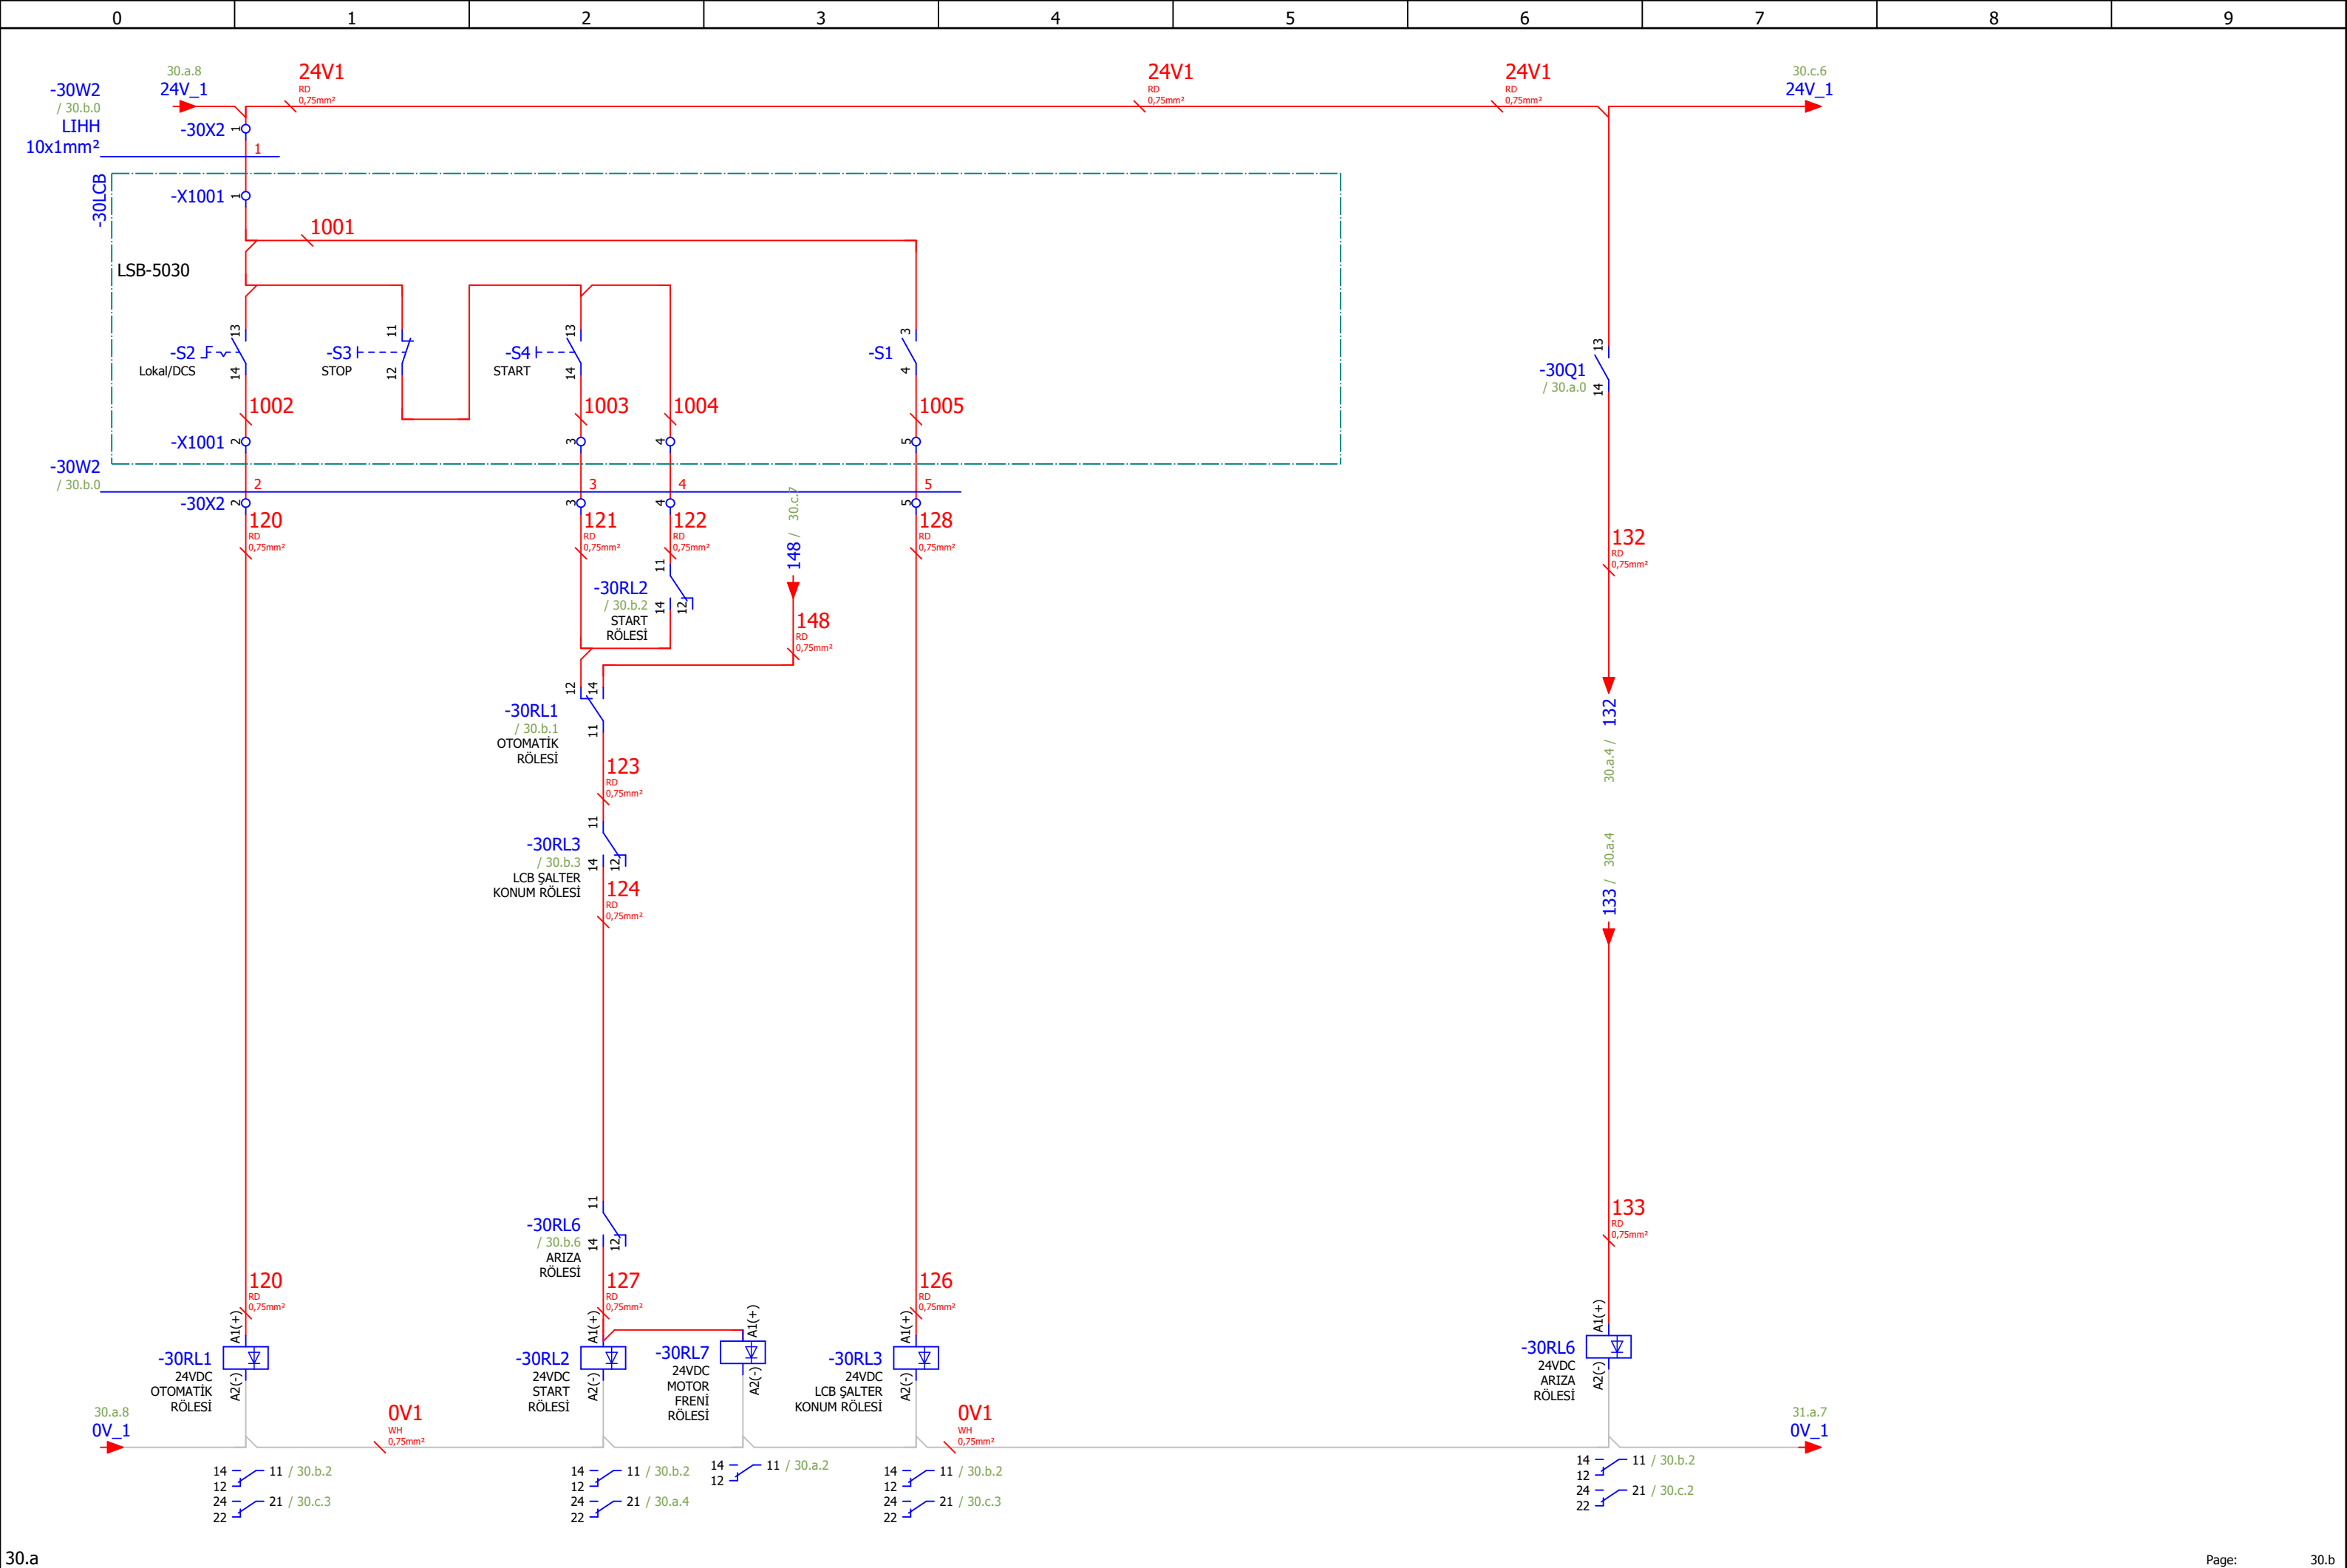 0 1 2 3 4 5 6 7 8 9
30.a.8
24V_1
24V1
RD
0,75mm²
24V1
RD
0,75mm²
24V1
RD
0,75mm²
30.c.6
24V_1
-30W2
/ 30.b.0
LIHH
10x1mm²
-30X2 1
1
-30LCB
-X1001 1
1001
LSB-5030
-S2 13
Lokal/DCS 14
-S3 11
STOP 12
-S4 13
START 14
-S1 3
4
-30Q1 13
/ 30.a.0 14
1002
1003
1004
1005
-X1001 2 3 4 5
-30W2
/ 30.b.0
2 3 4 5
-30X2 2 3 4 5
120
RD
0,75mm²
121
RD
0,75mm²
122
RD
0,75mm²
148 / 30.c.7
128
RD
0,75mm²
132
RD
0,75mm²
11
-30RL2
/ 30.b.2 14 12
START
RÖLESİ
148
RD
0,75mm²
12 14
-30RL1
/ 30.b.1 11
OTOMATİK
RÖLESİ
30.a.4 / 132
123
RD
0,75mm²
11
-30RL3
/ 30.b.3 14 12
LCB ŞALTER
KONUM RÖLESİ
124
RD
0,75mm²
133 / 30.a.4
11
-30RL6
/ 30.b.6 14 12
ARIZA
RÖLESİ
133
RD
0,75mm²
120
RD
0,75mm²
127
RD
0,75mm²
126
RD
0,75mm²
A1(+)
-30RL1
24VDC
OTOMATİK
RÖLESİ
A2(-)
A1(+)
-30RL2
24VDC
START
RÖLESİ
A2(-)
A1(+)
-30RL7
24VDC
MOTOR
FRENİ
RÖLESİ
A2(-)
A1(+)
-30RL3
24VDC
LCB ŞALTER
KONUM RÖLESİ
A2(-)
A1(+)
-30RL6
24VDC
ARIZA
RÖLESİ
A2(-)
30.a.8
0V_1
0V1
WH
0,75mm²
0V1
WH
0,75mm²
31.a.7
0V_1
14 11 / 30.b.2
12
24 21 / 30.c.3
22
14 11 / 30.b.2
12
24 21 / 30.a.4
22
14 11 / 30.a.2
12
14 11 / 30.b.2
12
24 21 / 30.c.3
22
14 11 / 30.b.2
12
24 21 / 30.c.2
22
30.a
Page: 30.b